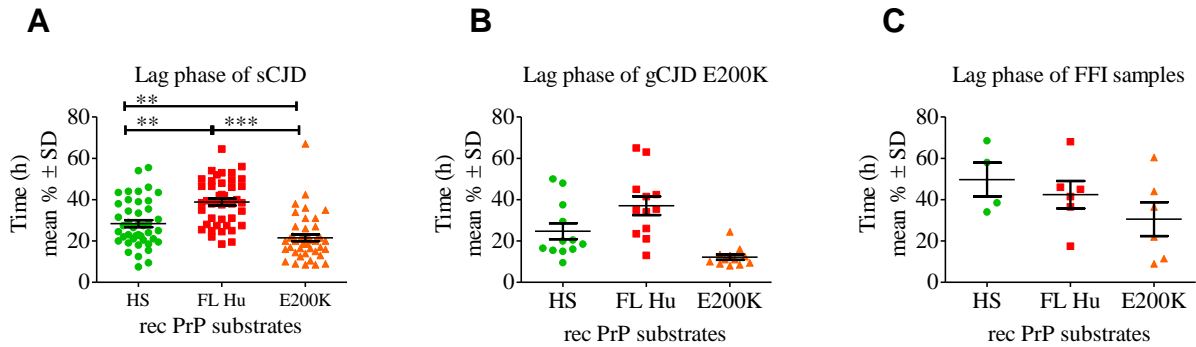 A
Lag phase of sCJD
**
** ***
Time (h)
mean % ± SD
80
60
40
20
0
HS FL Hu E200K
rec PrP substrates
B
Lag phase of gCJD E200K
Time (h)
mean % ± SD
80
60
40
20
0
HS FL Hu E200K
rec PrP substrates
C
Lag phase of FFI samples
Time (h)
mean % ± SD
80
60
40
20
0
HS FL Hu E200K
rec PrP substrates